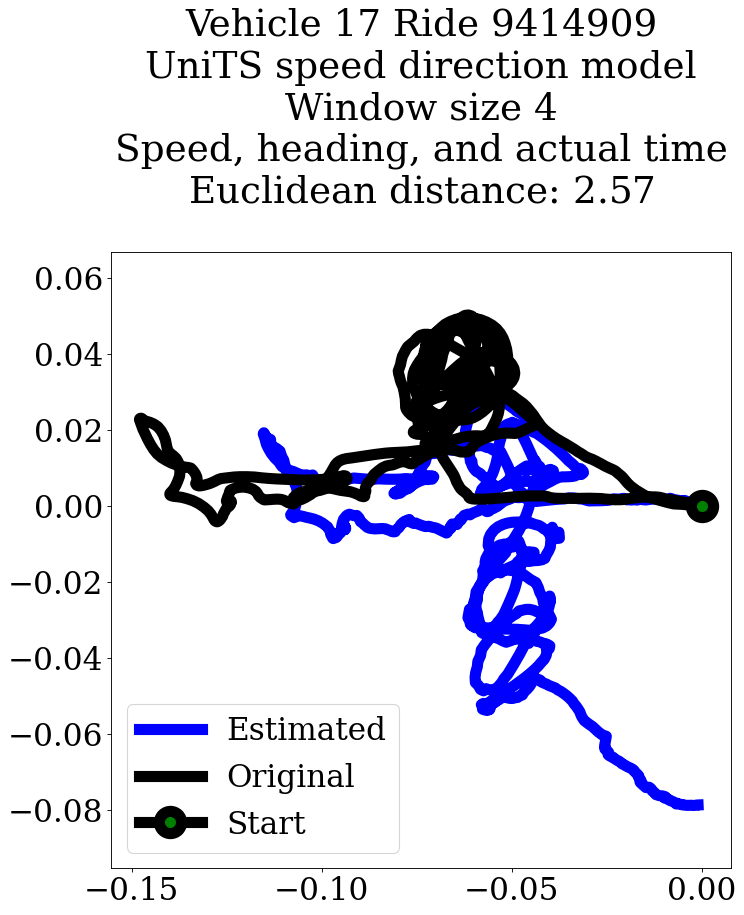 Vehicle 17 Ride 9414909
UniTS speed direction model
Window size 4
Speed, heading, and actual time
Euclidean distance: 2.57
0.06
0.04
0.02
0.00
−0.02
−0.04
−0.06
−0.08
Estimated
Original
Start
−0.15
−0.10
−0.05
0.00